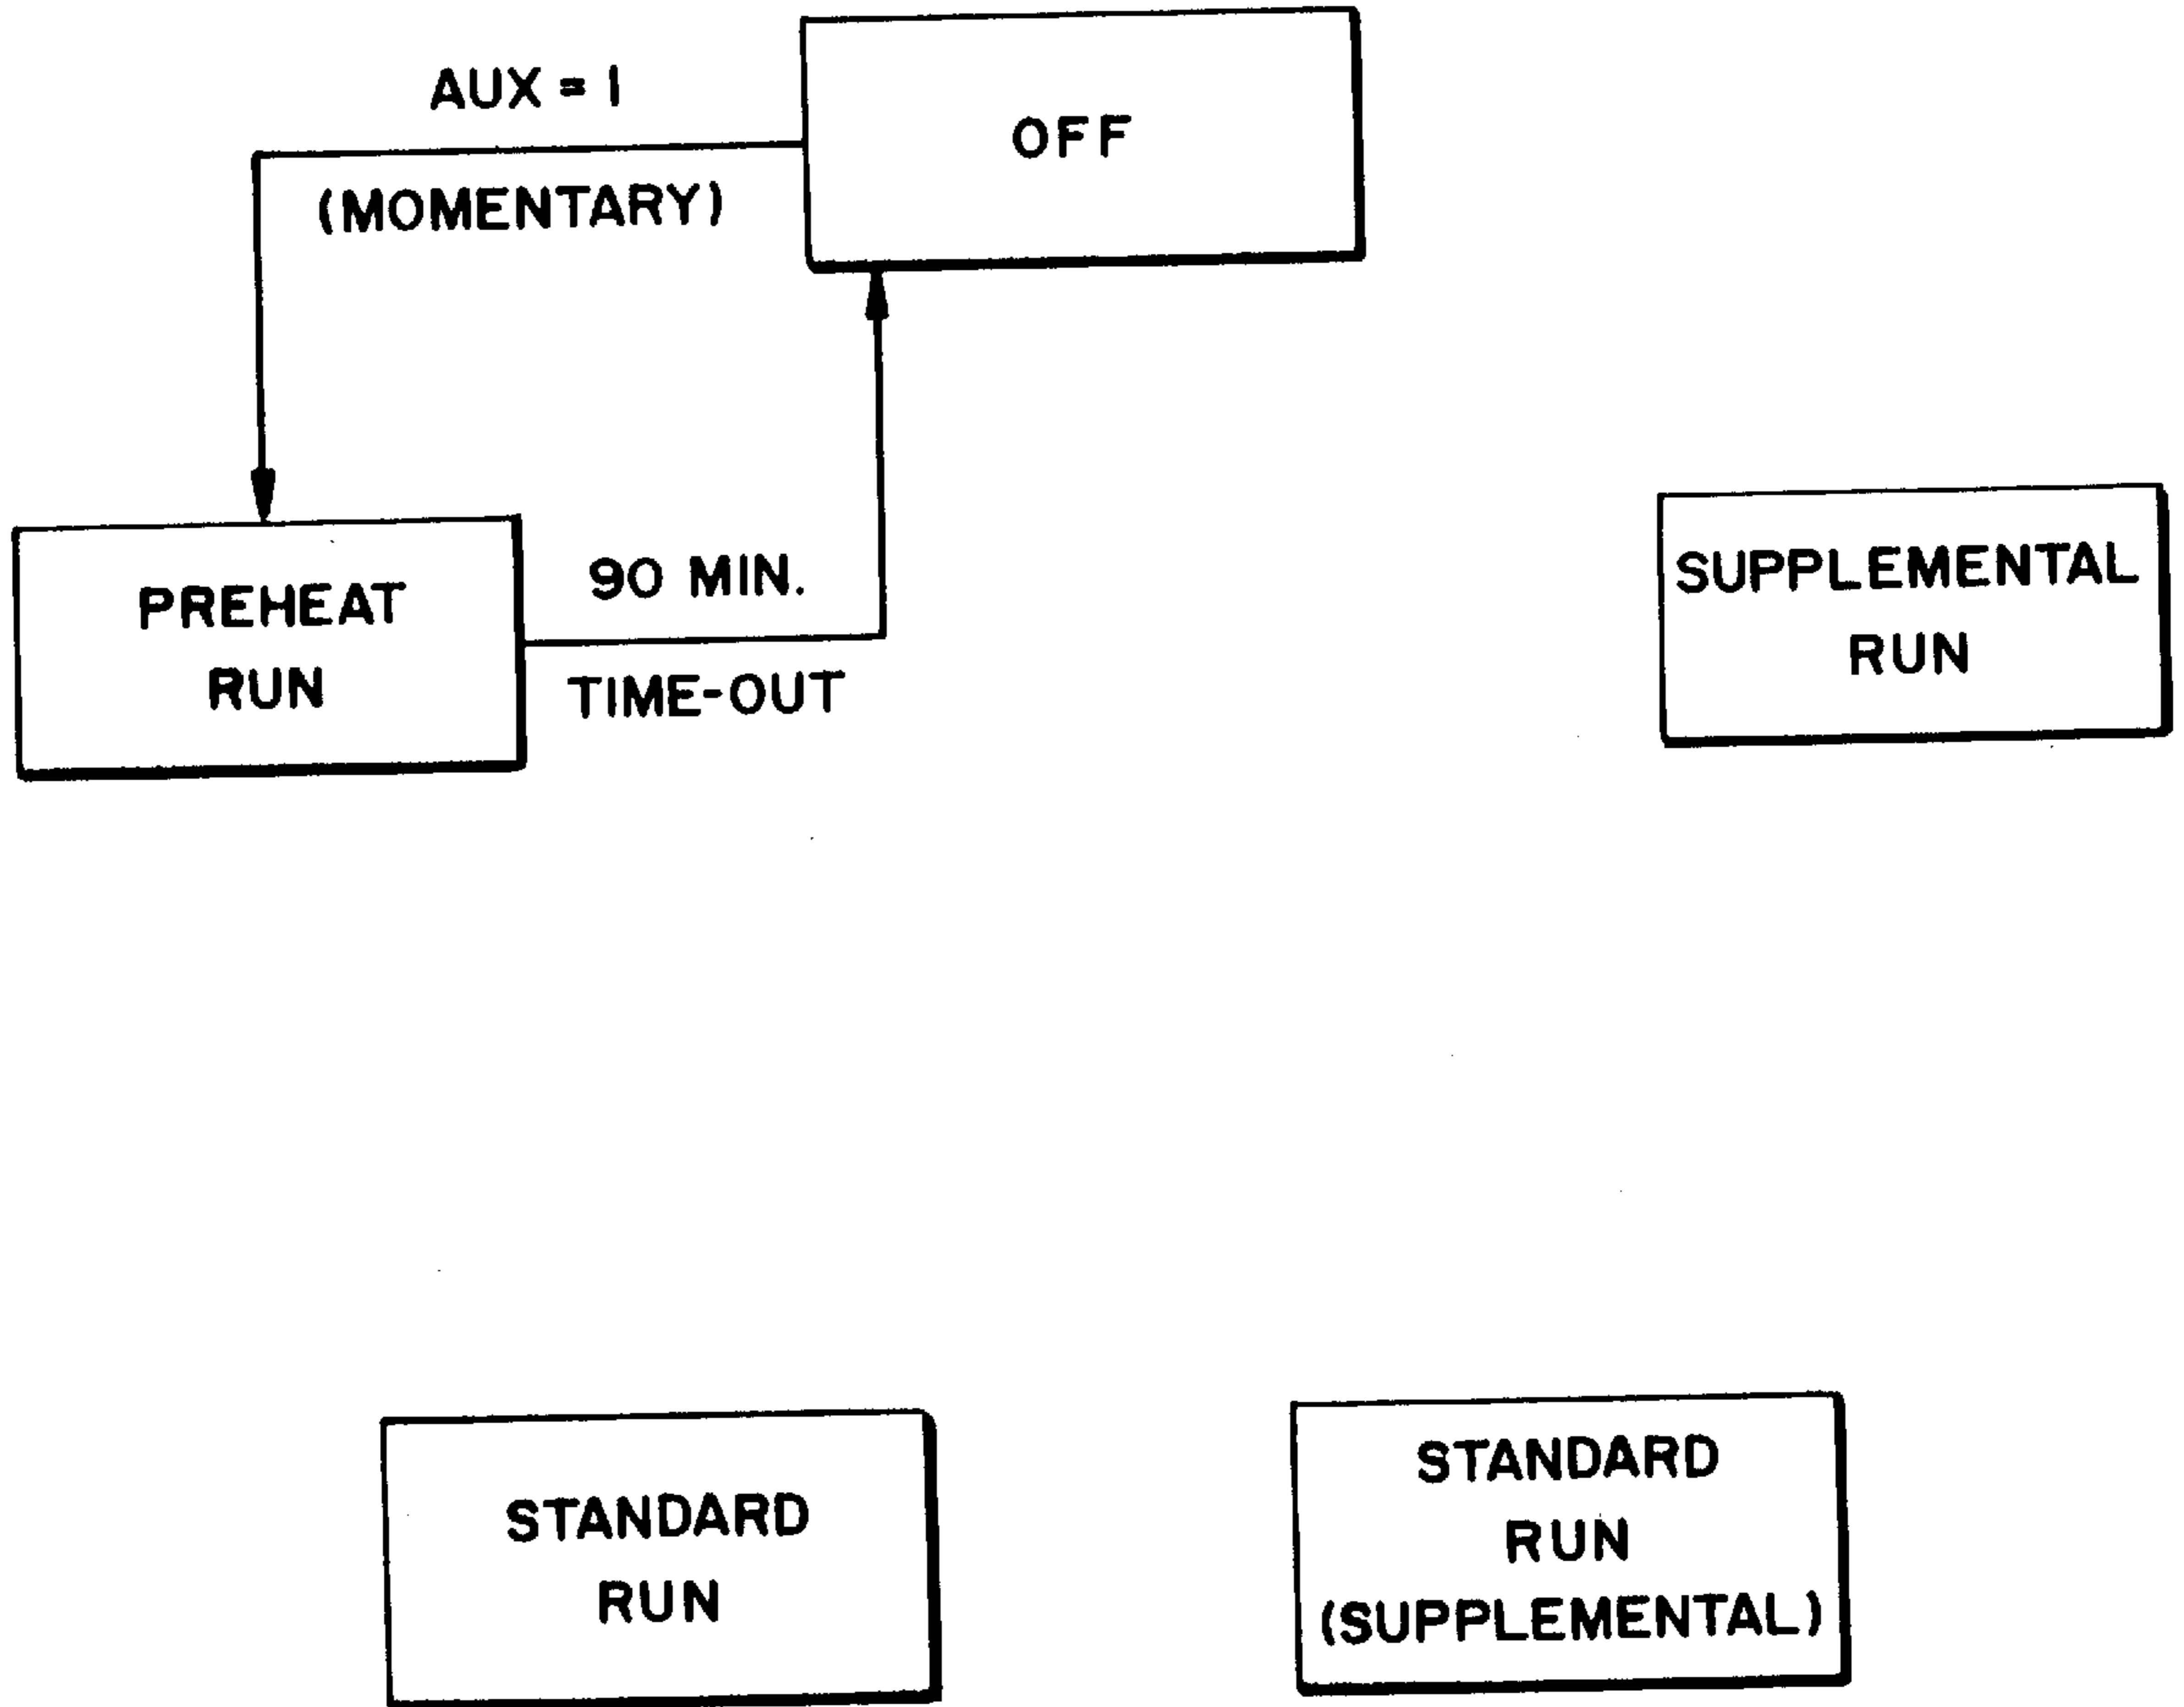 AUX = 1
(MOMENTARY)
OFF
PREHEAT
RUN
90 MIN.
TIME-OUT
SUPPLEMENTAL
RUN
STANDARD
RUN
STANDARD
RUN
(SUPPLEMENTAL)